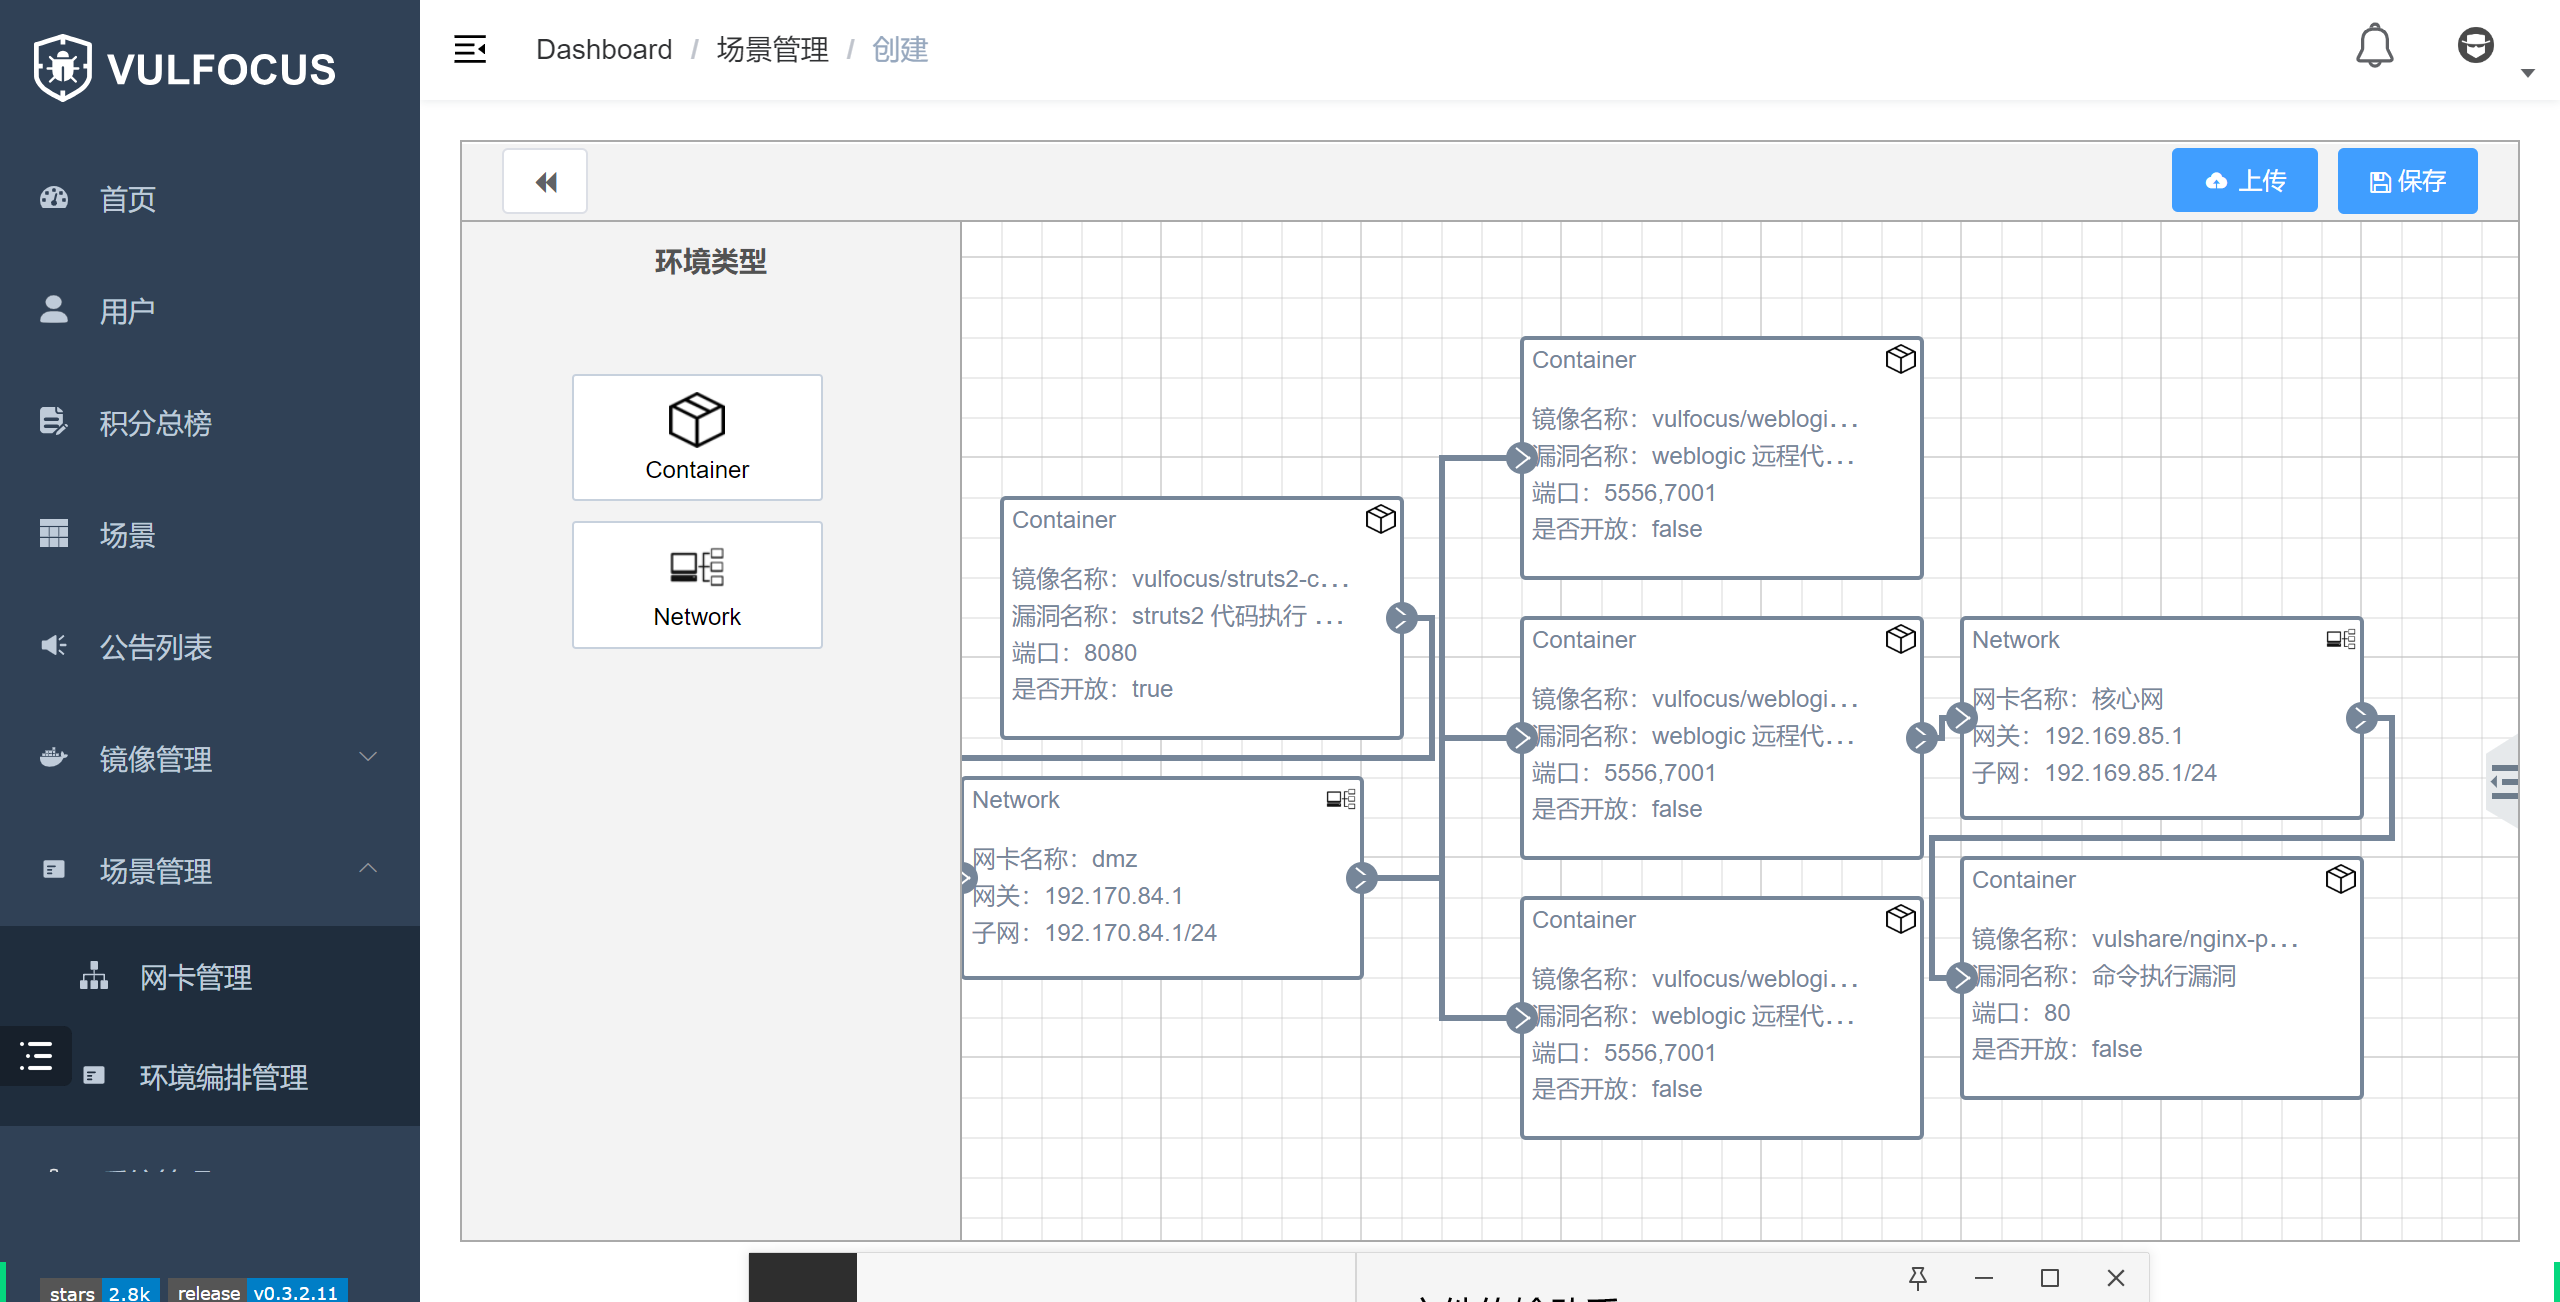 VULFOCUS
Dashboard / 场景管理 / 创建
首页
用户
积分总榜
场景
公告列表
镜像管理
场景管理
网卡管理
环境编排管理
stars 2.8k release v0.3.2.11
上传
保存
环境类型
Container
Network
Container
镜像名称：vulfocus/struts2-c...
漏洞名称：struts2 代码执行 ...
端口：8080
是否开放：true
Network
网卡名称：dmz
网关：192.170.84.1
子网：192.170.84.1/24
Container
镜像名称：vulfocus/weblogi...
漏洞名称：weblogic 远程代...
端口：5556,7001
是否开放：false
Container
镜像名称：vulfocus/weblogi...
漏洞名称：weblogic 远程代...
端口：5556,7001
是否开放：false
Container
镜像名称：vulfocus/weblogi...
漏洞名称：weblogic 远程代...
端口：5556,7001
是否开放：false
Network
网卡名称：核心网
网关：192.169.85.1
子网：192.169.85.1/24
Container
镜像名称：vulshare/nginx-p...
漏洞名称：命令执行漏洞
端口：80
是否开放：false